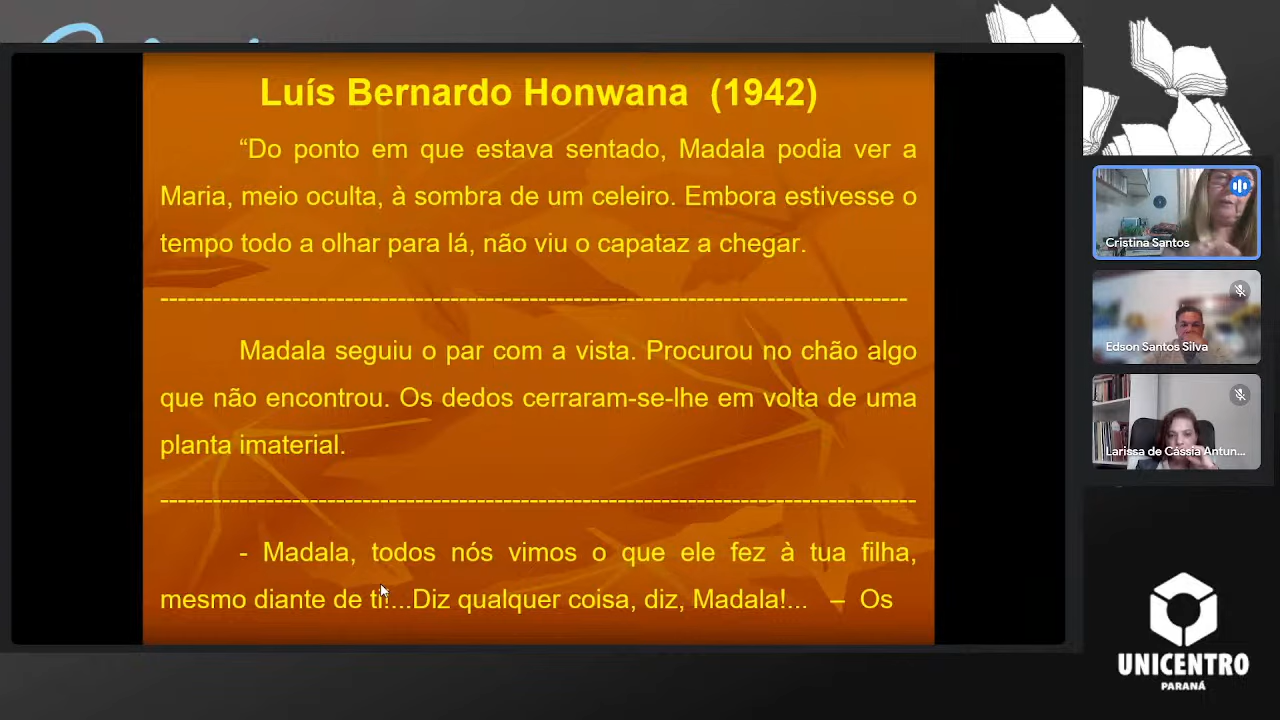 Luís Bernardo Honwana (1942)
“Do ponto em que estava sentado, Madala podia ver a
Maria, meio oculta, à sombra de um celeiro. Embora estivesse o
tempo todo a olhar para lá, não viu o capataz a chegar.
-------------------------------------------------------------------------------------
Madala seguiu o par com a vista. Procurou no chão algo
que não encontrou. Os dedos cerraram-se-lhe em volta de uma
planta imaterial.
--------------------------------------------------------------------------------------
- Madala, todos nós vimos o que ele fez à tua filha,
mesmo diante de ti!...Diz qualquer coisa, diz, Madala!... – Os
Cristina Santos
Edson Santos Silva
Larissa de Cássia Antun...
UNICENTRO
PARANÁ